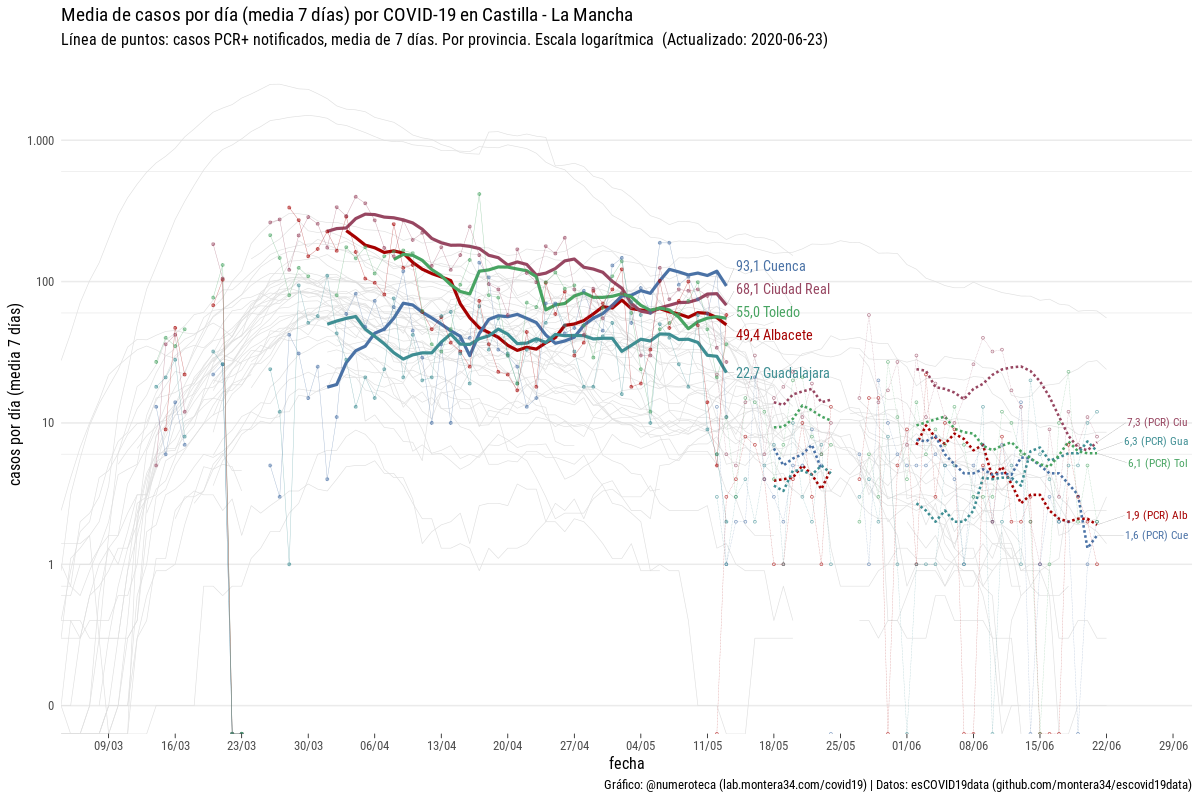 Media de casos por día (media 7 días) por COVID-19 en Castilla - La Mancha
Línea de puntos: casos PCR+ notificados, media de 7 días. Por provincia. Escala logarítmica (Actualizado: 2020-06-23)
casos por día (media 7 días)
1.000
100
10
1
0
93,1 Cuenca
68,1 Ciudad Real
55,0 Toledo
49,4 Albacete
22,7 Guadalajara
7,3 (PCR) Ciu
6,3 (PCR) Gua
6,1 (PCR) Tol
1,9 (PCR) Alb
1,6 (PCR) Cue
09/03 16/03 23/03 30/03 06/04 13/04 20/04 27/04 04/05 11/05 18/05 25/05 01/06 08/06 15/06 22/06 29/06
fecha
Gráfico: @numeroteca (lab.montera34.com/covid19) | Datos: esCOVID19data (github.com/montera34/escovid19data)